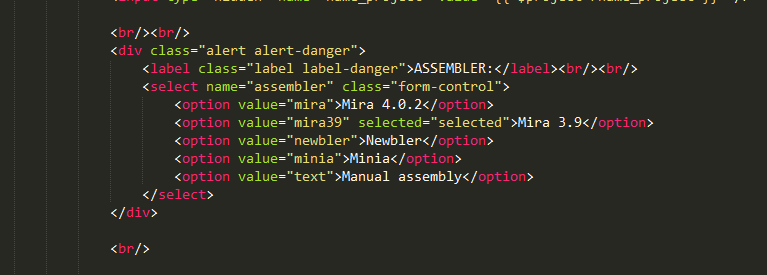 <br/><br/>
<div class="alert alert-danger">
<label class="label label-danger">ASSEMBLER:</label><br/><br/>
<select name="assembler" class="form-control">
<option value="mira">Mira 4.0.2</option>
<option value="mira39" selected="selected">Mira 3.9</option>
<option value="newbler">Newbler</option>
<option value="minia">Minia</option>
<option value="text">Manual assembly</option>
</select>
</div>
<br/>